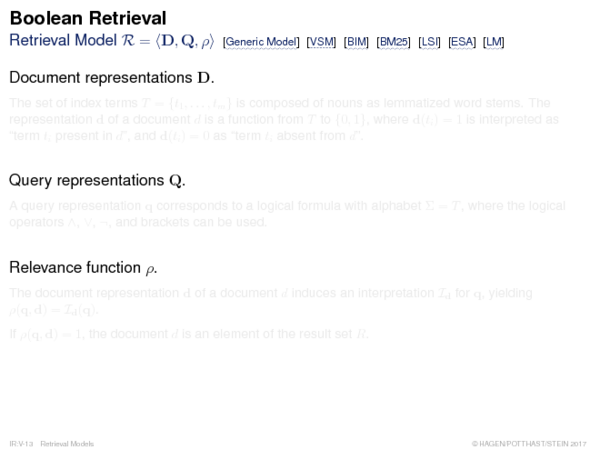 Boolean Retrieval
Retrieval Model ℛ = ⟨D, Q, ρ⟩ [Generic Model] [VSM] [BIM] [BM25] [LSI] [ESA] [LM]
Document representations D.
The set of index terms T = {t₁, . . . , tₘ} is composed of nouns as lemmatized word stems. The
representation d of a document d is a function from T to {0, 1}, where d(tᵢ) = 1 is interpreted as
“term tᵢ present in d”, and d(tᵢ) = 0 as “term tᵢ absent from d”.
Query representations Q.
A query representation q corresponds to a logical formula with alphabet Σ = T, where the logical
operators ∧, ∨, ¬, and brackets can be used.
Relevance function ρ.
The document representation d of a document d induces an interpretation ℐ_d for q, yielding
ρ(q, d) = ℐ_d(q).
If ρ(q, d) = 1, the document d is an element of the result set R.
IR:V-13 Retrieval Models © HAGEN/POTTHAST/STEIN 2017